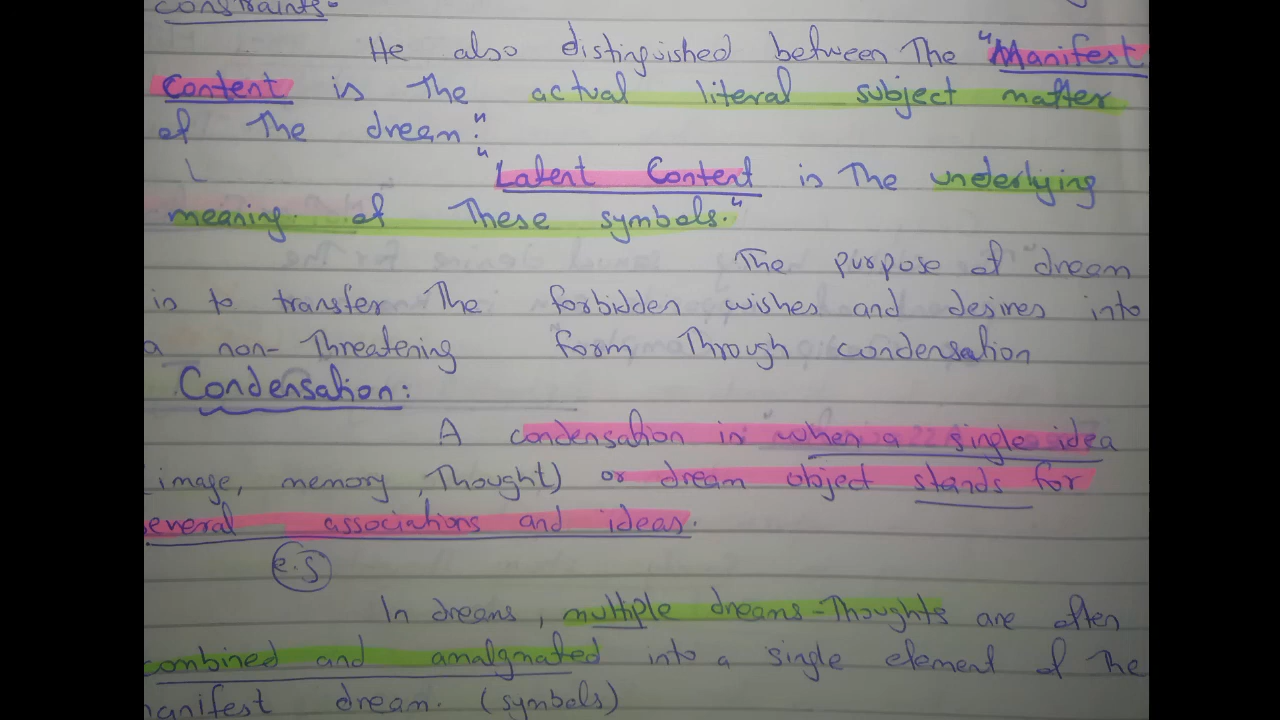 constraints:-
He also distinguished between The "Manifest
Content is The actual literal subject matter
of The dream."
"Latent Content is The underlying
meaning of These symbols."
The purpose of dream
is to transfer The forbidden wishes and desires into
a non-Threatening form Through condensation
Condensation:
A condensation is when a single idea
(image, memory, Thought) or dream object stands for
several associations and ideas.
e.g
In dreams, multiple dreams-Thoughts are often
combined and amalgnated into a single element of The
manifest dream. (symbols)